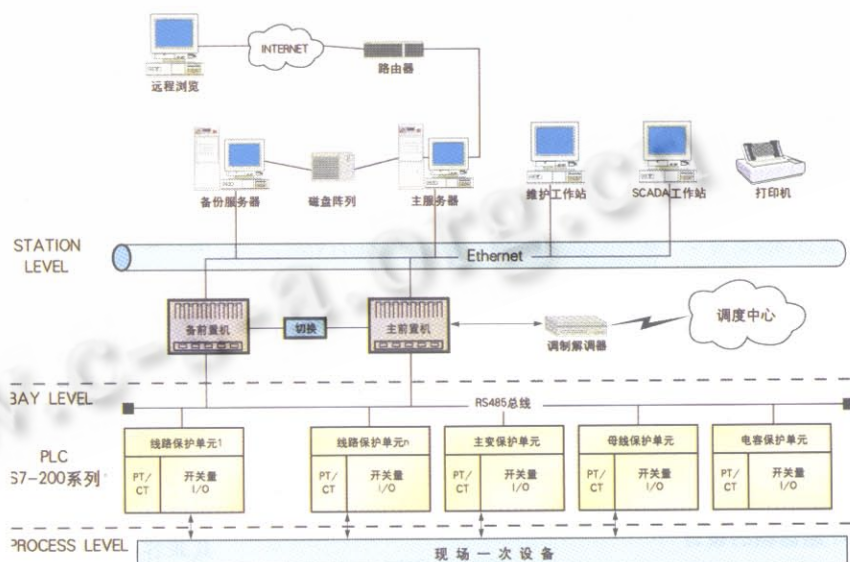 INTERNET
远程浏览
路由器
备份服务器
磁盘阵列
主服务器
维护工作站
SCADA工作站
打印机
STATION
LEVEL
Ethernet
备前置机
切换
主前置机
调制解调器
调度中心
BAY LEVEL
RS485总线
PLC
S7-200系列
线路保护单元1
PT/
CT
开关量
I/O
线路保护单元n
PT/
CT
开关量
I/O
主变保护单元
PT/
CT
开关量
I/O
母线保护单元
PT/
CT
开关量
I/O
电容保护单元
PT/
CT
开关量
I/O
PROCESS LEVEL
现场一次设备